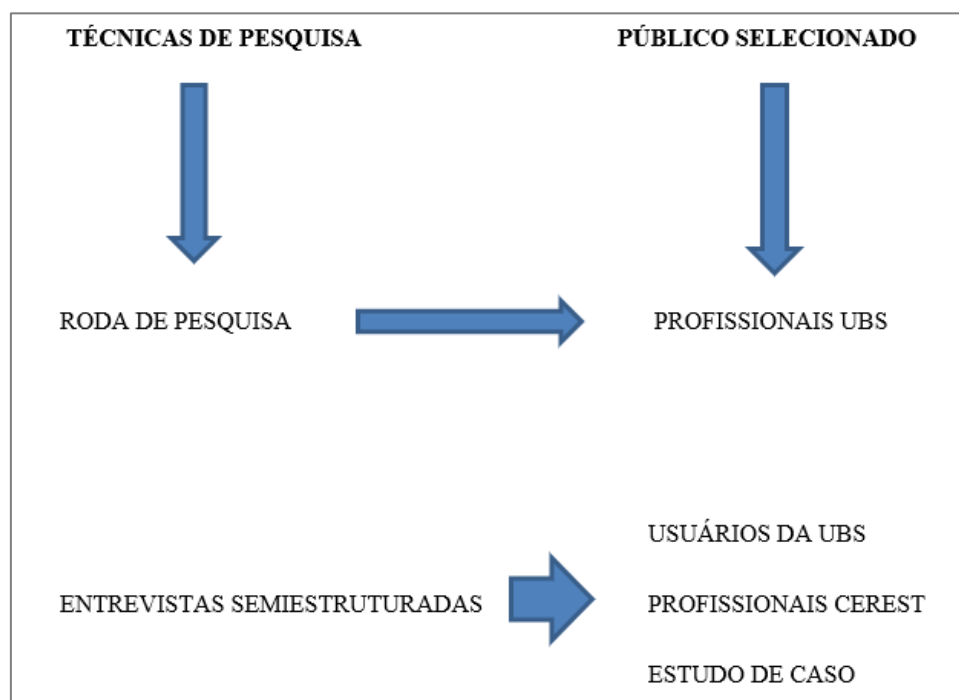 TÉCNICAS DE PESQUISA
PÚBLICO SELECIONADO
RODA DE PESQUISA
PROFISSIONAIS UBS
USUÁRIOS DA UBS
ENTREVISTAS SEMIESTRUTURADAS
PROFISSIONAIS CEREST
ESTUDO DE CASO